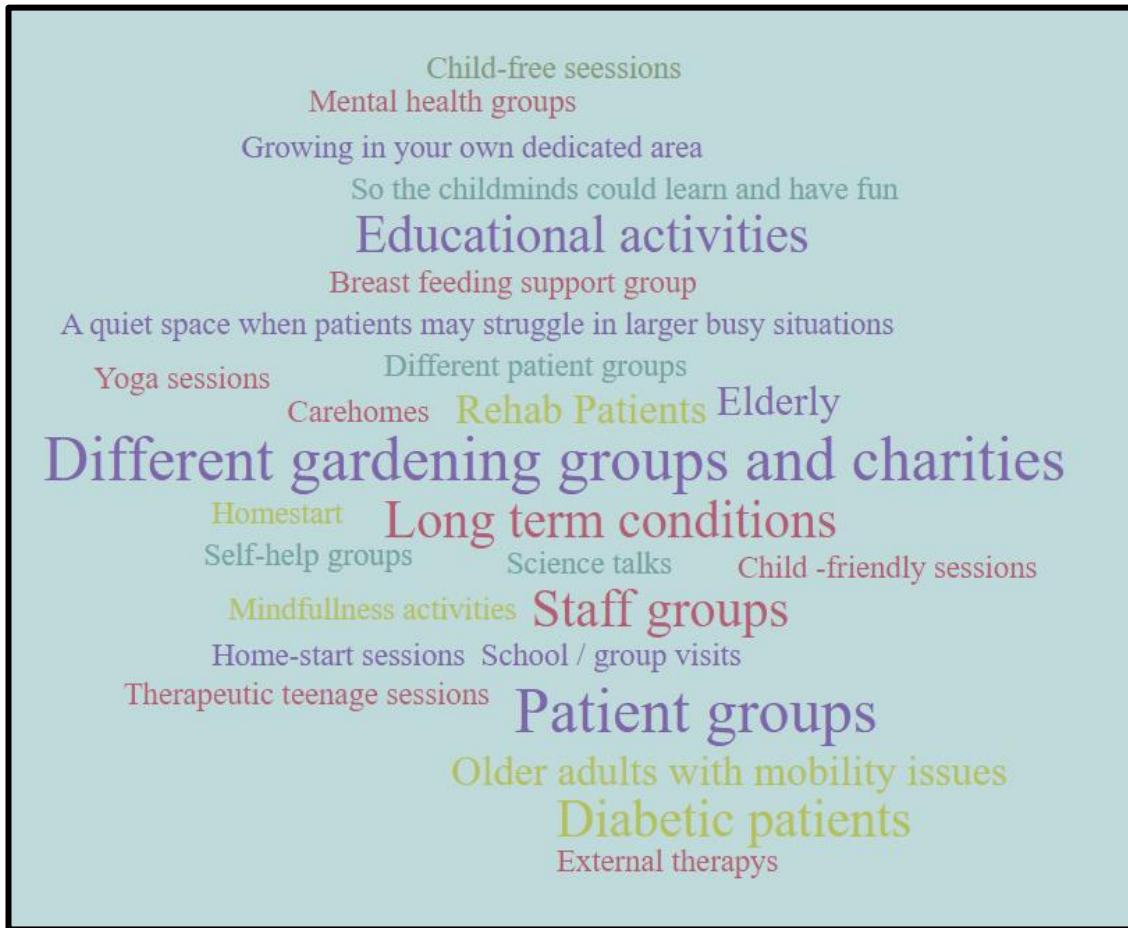 Child-free seessions
Mental health groups
Growing in your own dedicated area
So the childminds could learn and have fun
Educational activities
Breast feeding support group
A quiet space when patients may struggle in larger busy situations
Different patient groups
Yoga sessions
Carehomes
Rehab Patients
Elderly
Different gardening groups and charities
Homestart
Long term conditions
Self-help groups
Science talks
Child -friendly sessions
Mindfullness activities
Staff groups
Home-start sessions
School / group visits
Therapeutic teenage sessions
Patient groups
Older adults with mobility issues
Diabetic patients
External therapys